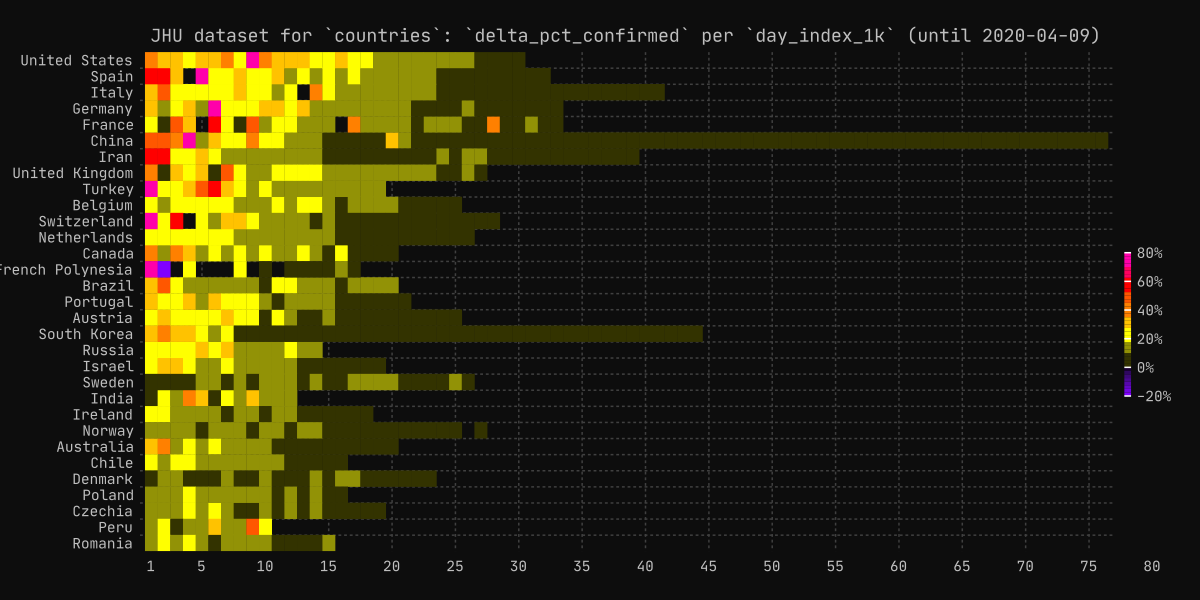 JHU dataset for `countries`: `delta_pct_confirmed` per `day_index_1k` (until 2020-04-09)
United States
Spain
Italy
Germany
France
China
Iran
United Kingdom
Turkey
Belgium
Switzerland
Netherlands
Canada
French Polynesia
Brazil
Portugal
Austria
South Korea
Russia
Israel
Sweden
India
Ireland
Norway
Australia
Chile
Denmark
Poland
Czechia
Peru
Romania
1 5 10 15 20 25 30 35 40 45 50 55 60 65 70 75 80
80%
60%
40%
20%
0%
-20%